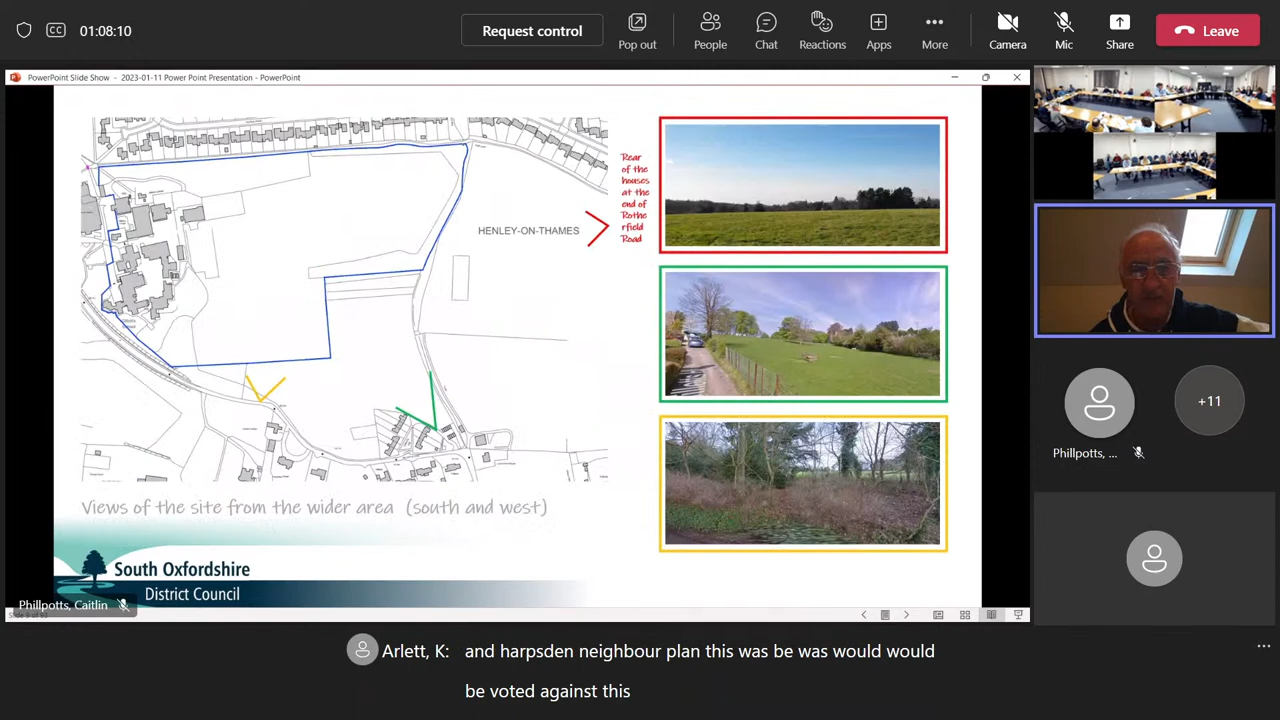 CC
01:08:10
Request control
Pop out
People
Chat
Reactions
Apps
More
Camera
Mic
Share
Leave
PowerPoint Slide Show - 2023-01-11 Power Point Presentation - PowerPoint
Rear
of the
houses
at the
end of
Rothe
rfield
Road
HENLEY-ON-THAMES
Views of the site from the wider area (south and west)
South Oxfordshire
District Council
Phillpotts, Caitlin
Phillpotts, ...
+11
Arlett, K:
and harpsden neighbour plan this was be was would would
be voted against this